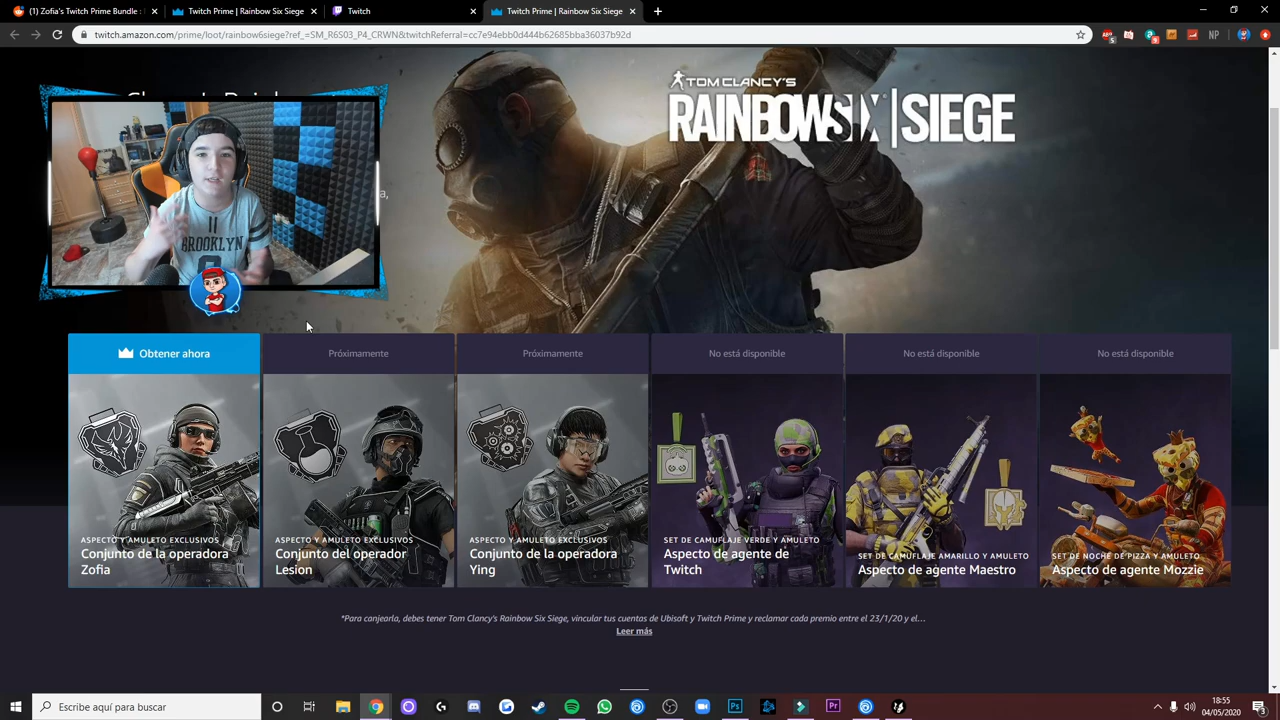 (1) Zofia's Twitch Prime Bundle :
Twitch Prime | Rainbow Six Siege
Twitch
Twitch Prime | Rainbow Six Siege
twitch.amazon.com/prime/loot/rainbow6siege?ref_=SM_R6S03_P4_CRWN&twitchReferral=cc7e94ebb0d444b62685bba36037b92d
NP
TOM CLANCY'S
RAINBOWSIX | SIEGE
BROOKLYN
Obtener ahora
Próximamente
Próximamente
No está disponible
No está disponible
No está disponible
ASPECTO Y AMULETO EXCLUSIVOS
Conjunto de la operadora
Zofia
ASPECTO Y AMULETO EXCLUSIVOS
Conjunto del operador
Lesion
ASPECTO Y AMULETO EXCLUSIVOS
Conjunto de la operadora
Ying
SET DE CAMUFLAJE VERDE Y AMULETO
Aspecto de agente de
Twitch
SET DE CAMUFLAJE AMARILLO Y AMULETO
Aspecto de agente Maestro
SET DE NOCHE DE PIZZA Y AMULETO
Aspecto de agente Mozzie
*Para canjearla, debes tener Tom Clancy's Rainbow Six Siege, vincular tus cuentas de Ubisoft y Twitch Prime y reclamar cada premio entre el 23/1/20 y el...
Leer más
Escribe aquí para buscar
Ps
Pr
18:55
04/05/2020